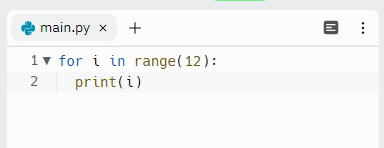 main.py × +
1 for i in range(12):
2   print(i)